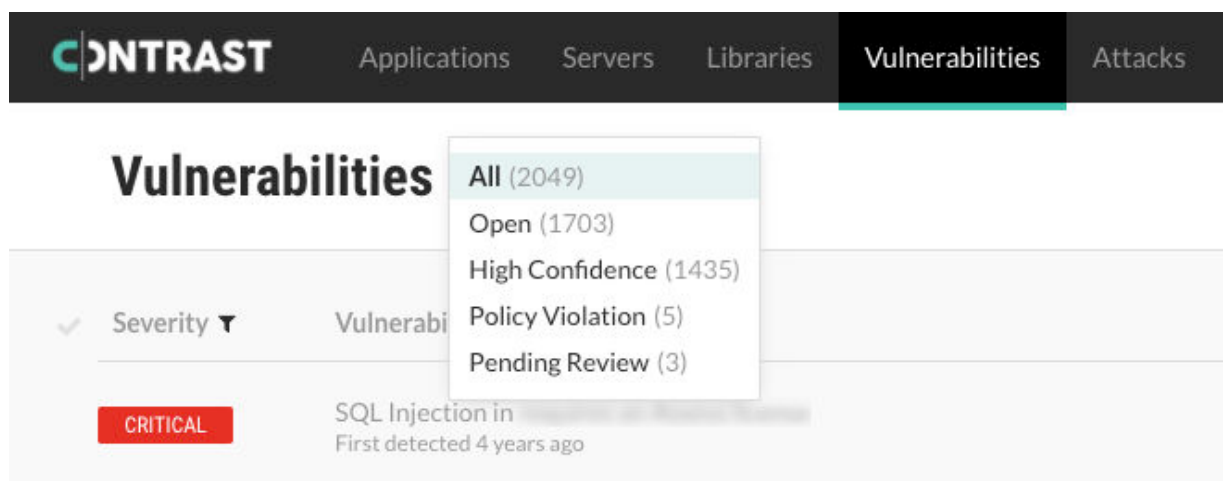 CONTRAST Applications Servers Libraries Vulnerabilities Attacks
Vulnerabilities
All (2049)
Open (1703)
High Confidence (1435)
Policy Violation (5)
Pending Review (3)
Severity Vulnerabi
CRITICAL
SQL Injection in
First detected 4 years ago